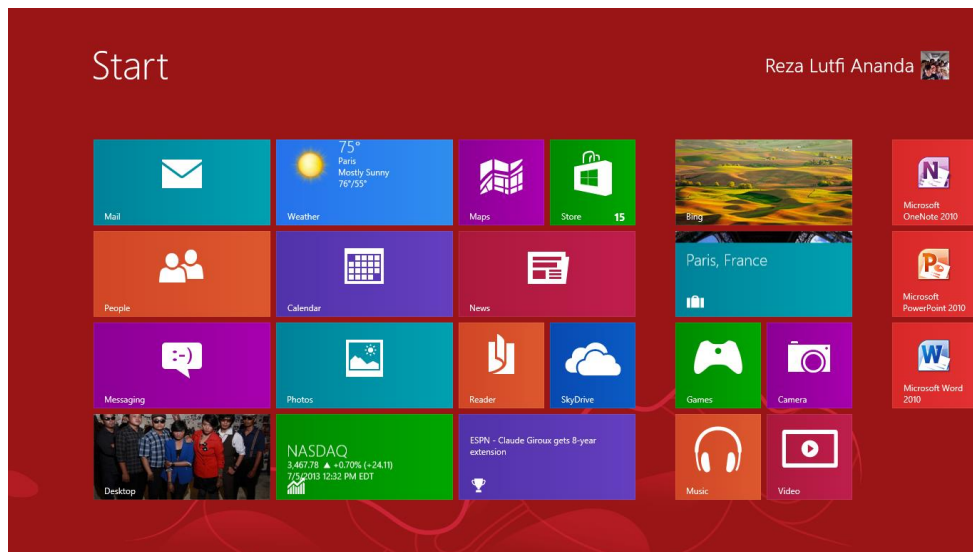 Start
Reza Lutfi Ananda
Mail
75°
Paris
Mostly Sunny
76°/55°
Weather
Maps
Store
15
Bing
Microsoft
OneNote 2010
People
Calendar
News
Paris, France
Microsoft
PowerPoint 2010
Messaging
Photos
Reader
SkyDrive
Games
Camera
Microsoft Word
2010
Desktop
NASDAQ
3,467.78 ▲ +0.70% (+24.11)
7/5/2013 12:32 PM EDT
ESPN - Claude Giroux gets 8-year
extension
Music
Video